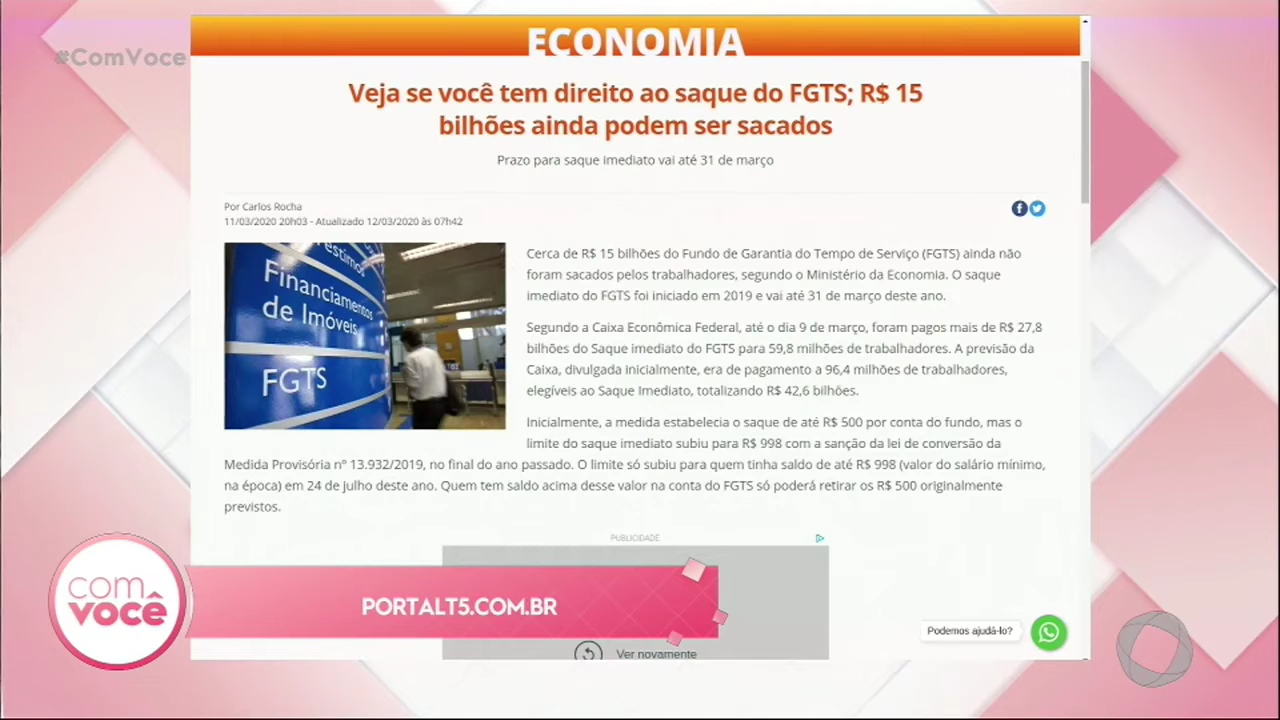 #ComVoce
ECONOMIA
Veja se você tem direito ao saque do FGTS; R$ 15
bilhões ainda podem ser sacados
Prazo para saque imediato vai até 31 de março
Por Carlos Rocha
11/03/2020 20h03 - Atualizado 12/03/2020 às 07h42
éstimos
Financiamentos
de Imóveis
FGTS
Cerca de R$ 15 bilhões do Fundo de Garantia do Tempo de Serviço (FGTS) ainda não
foram sacados pelos trabalhadores, segundo o Ministério da Economia. O saque
imediato do FGTS foi iniciado em 2019 e vai até 31 de março deste ano.
Segundo a Caixa Econômica Federal, até o dia 9 de março, foram pagos mais de R$ 27,8
bilhões do Saque imediato do FGTS para 59,8 milhões de trabalhadores. A previsão da
Caixa, divulgada inicialmente, era de pagamento a 96,4 milhões de trabalhadores,
elegíveis ao Saque Imediato, totalizando R$ 42,6 bilhões.
Inicialmente, a medida estabelecia o saque de até R$ 500 por conta do fundo, mas o
limite do saque imediato subiu para R$ 998 com a sanção da lei de conversão da
Medida Provisória nº 13.932/2019, no final do ano passado. O limite só subiu para quem tinha saldo de até R$ 998 (valor do salário mínimo,
na época) em 24 de julho deste ano. Quem tem saldo acima desse valor na conta do FGTS só poderá retirar os R$ 500 originalmente
previstos.
PUBLICIDADE
com
você
PORTALT5.COM.BR
Podemos ajudá-lo?
Ver novamente